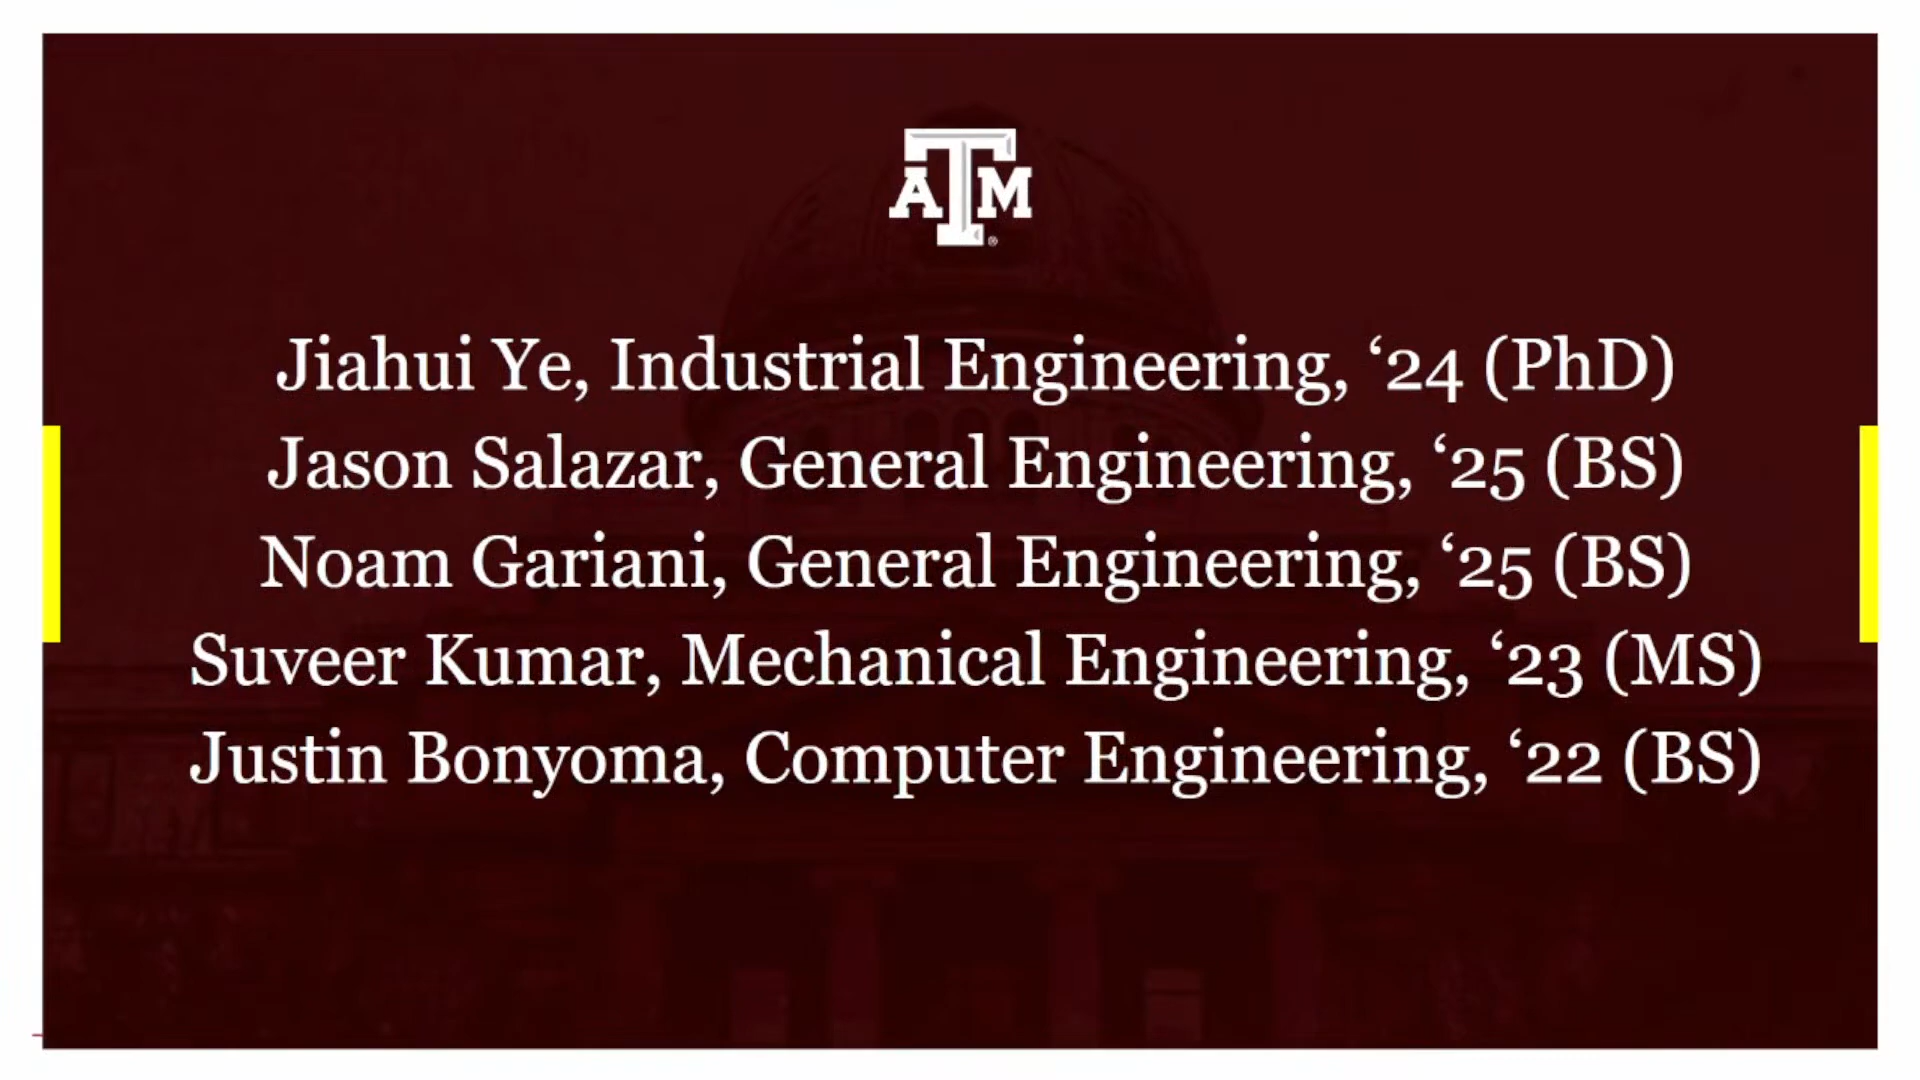 ATM®
Jiahui Ye, Industrial Engineering, ‘24 (PhD)
Jason Salazar, General Engineering, ‘25 (BS)
Noam Gariani, General Engineering, ‘25 (BS)
Suveer Kumar, Mechanical Engineering, ‘23 (MS)
Justin Bonyoma, Computer Engineering, ‘22 (BS)